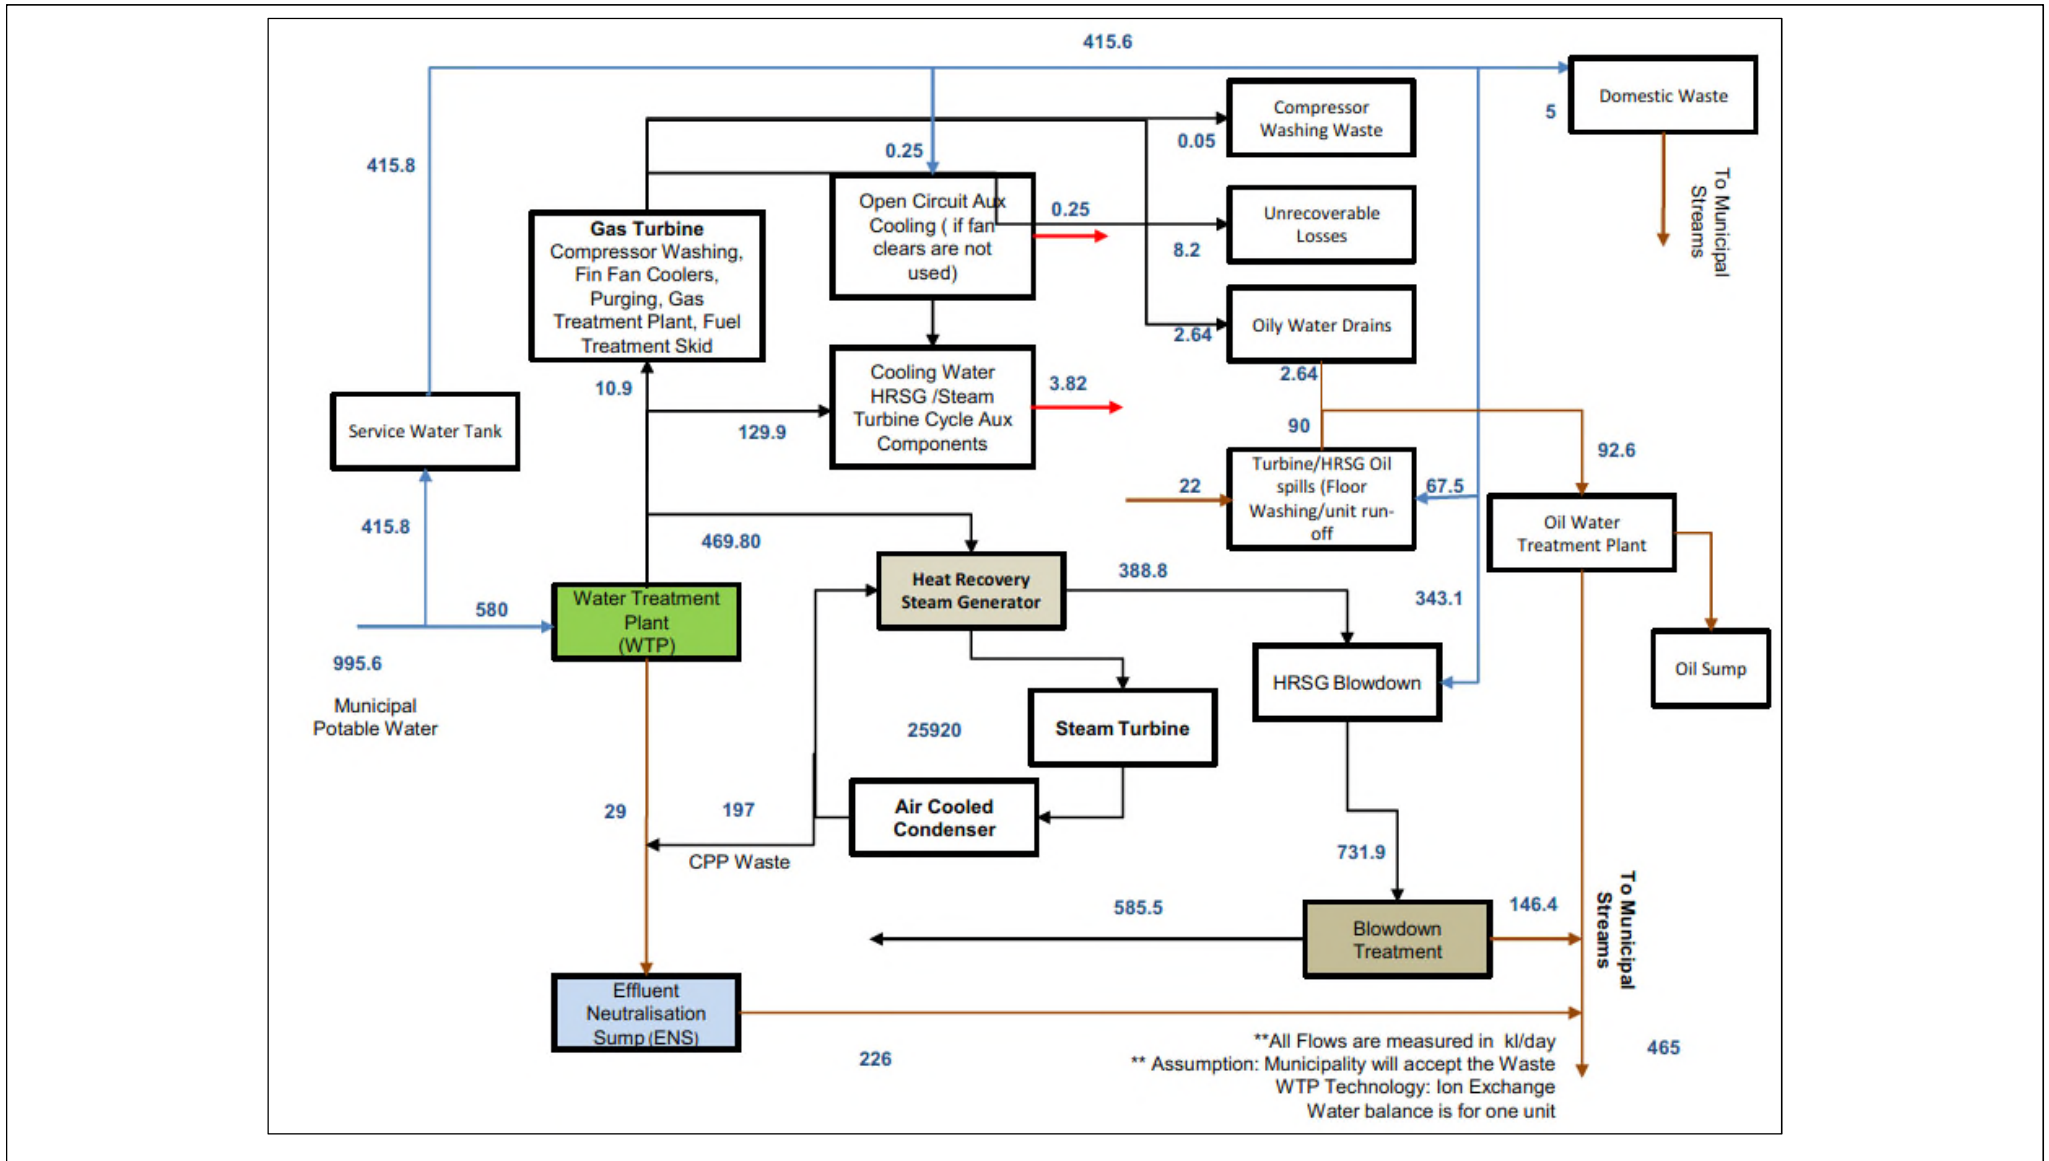 415.6
Domestic Waste
5
To Municipal
Streams
415.8
0.25
Compressor
Washing Waste
0.05
Open Circuit Aux
Cooling ( if fan
clears are not
used)
0.25
Unrecoverable
Losses
8.2
Gas Turbine
Compressor Washing,
Fin Fan Coolers,
Purging, Gas
Treatment Plant, Fuel
Treatment Skid
Oily Water Drains
2.64
2.64
10.9
Cooling Water
HRSG /Steam
Turbine Cycle Aux
Components
3.82
129.9
Service Water Tank
90
92.6
Turbine/HRSG Oil
spills (Floor
Washing/unit run-
off
22
67.5
Oil Water
Treatment Plant
415.8
469.80
Heat Recovery
Steam Generator
388.8
343.1
580
Water Treatment
Plant
(WTP)
995.6
Municipal
Potable Water
HRSG Blowdown
Oil Sump
25920
Steam Turbine
29
197
Air Cooled
Condenser
CPP Waste
731.9
585.5
Blowdown
Treatment
146.4
To Municipal
Streams
Effluent
Neutralisation
Sump (ENS)
226
465
**All Flows are measured in kl/day
** Assumption: Municipality will accept the Waste
WTP Technology: Ion Exchange
Water balance is for one unit